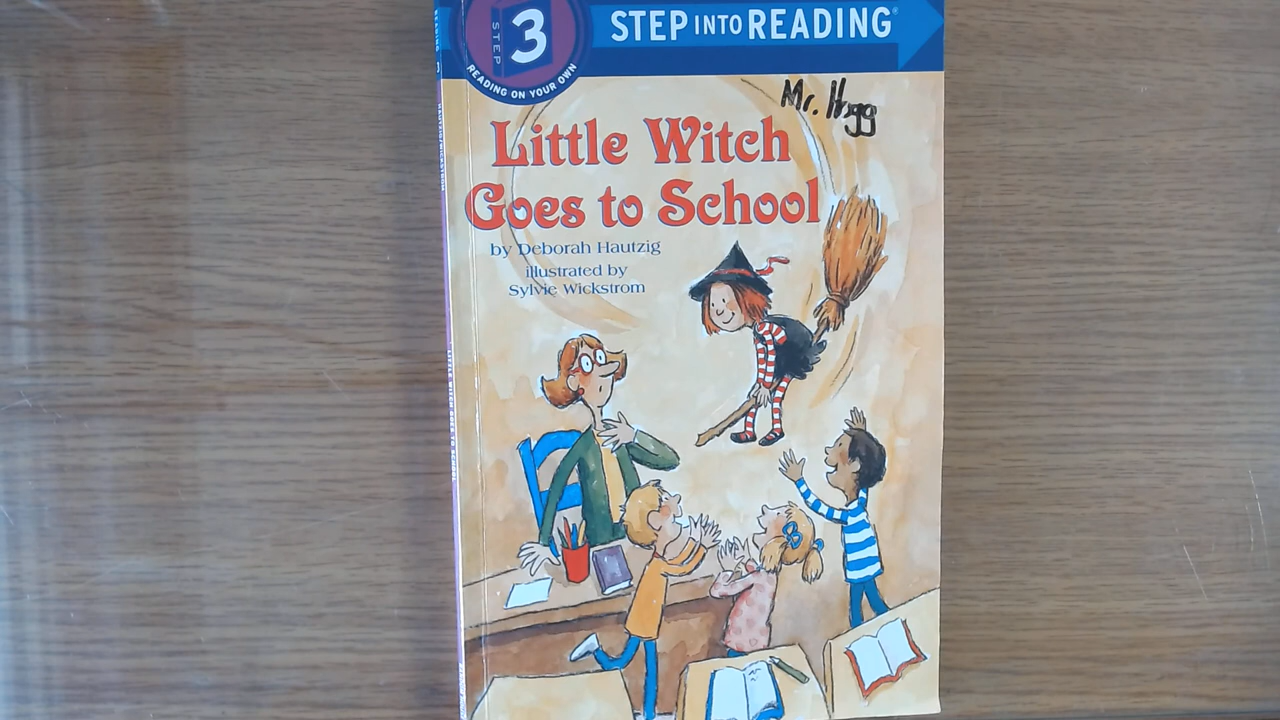 STEP 3
READING ON YOUR OWN
STEP INTO READING®
Mr. Hogg
Little Witch
Goes to School
by Deborah Hautzig
illustrated by
Sylvie Wickstrom